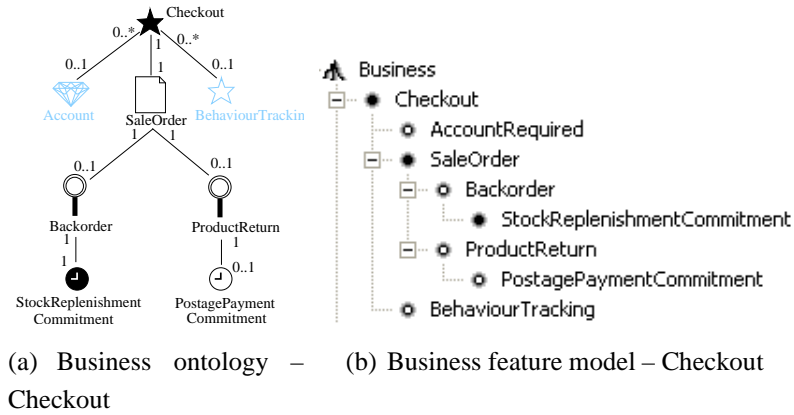 Checkout
0..*
0..*
1
0..1
1
0..1
Account
SaleOrder
BehaviourTrackin
1
1
0..1
0..1
Backorder
ProductReturn
1
1
1
0..1
StockReplenishment
Commitment
PostagePayment
Commitment
(a) Business ontology –
Checkout
Business
Checkout
AccountRequired
SaleOrder
Backorder
StockReplenishmentCommitment
ProductReturn
PostagePaymentCommitment
BehaviourTracking
(b) Business feature model – Checkout